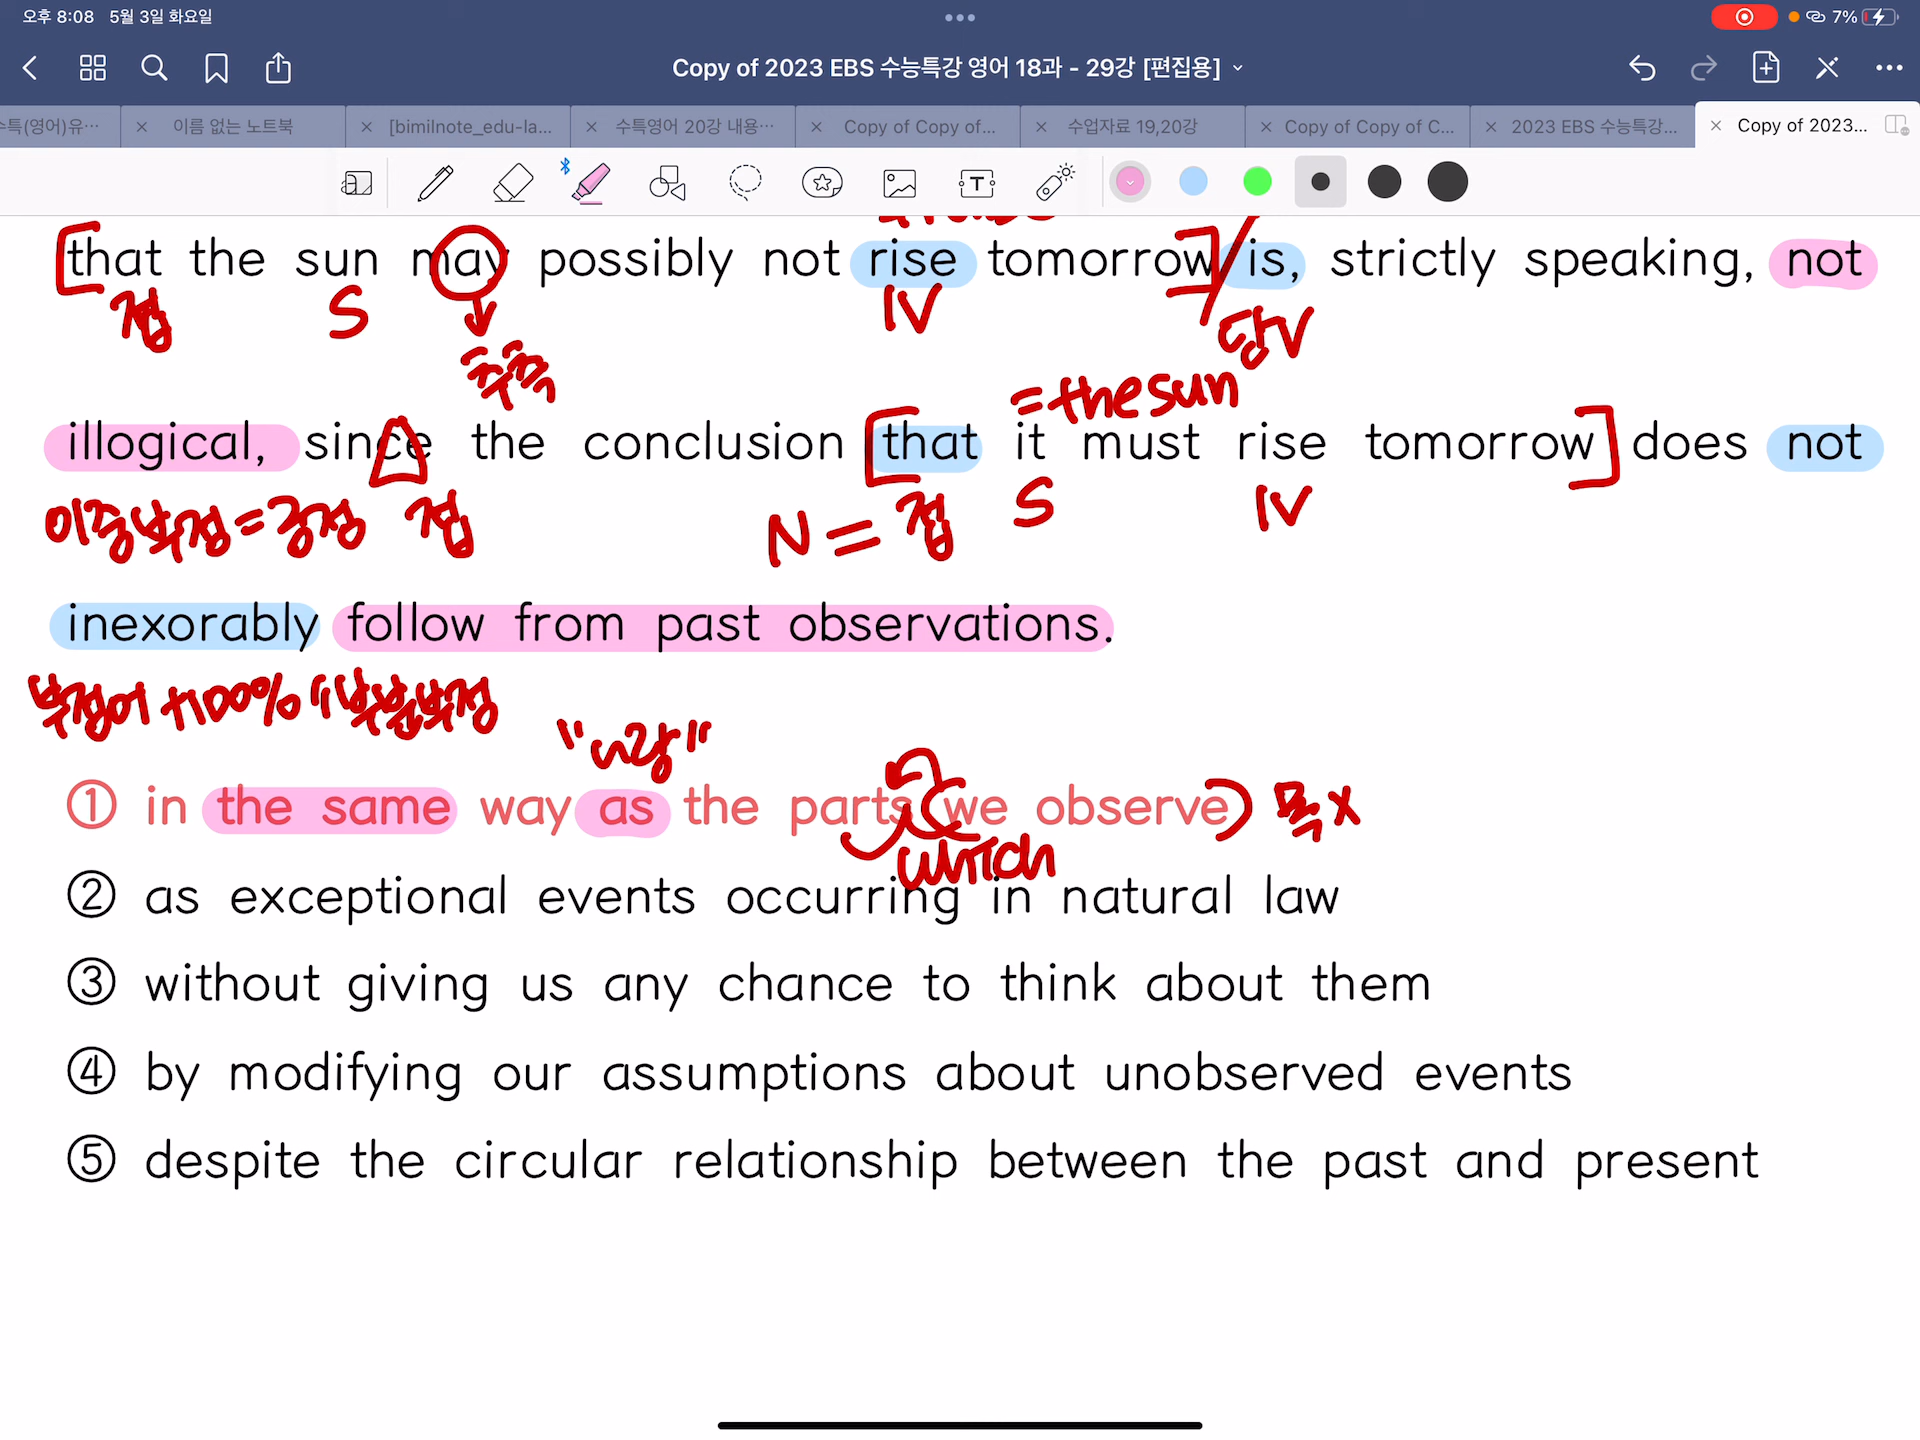 오후 8:08 5월 3일 화요일
7%
Copy of 2023 EBS 수능특강 영어 18과 - 29강 [편집용]
수특(영어)유…
이름 없는 노트북
[bimilnote_edu-la...
수특영어 20강 내용…
Copy of Copy of...
수업자료 19,20강
Copy of Copy of C...
2023 EBS 수능특강...
Copy of 2023...
that the sun may possibly not rise tomorrow is, strictly speaking, not
접 S IV 동V
추측
= the sun
illogical, since the conclusion that it must rise tomorrow does not
이중부정=긍정 접 N = 접 S IV
inexorably follow from past observations.
부정어+100% "부분부정
"~랑"
① in the same way as the parts we observe 목X
which
② as exceptional events occurring in natural law
③ without giving us any chance to think about them
④ by modifying our assumptions about unobserved events
⑤ despite the circular relationship between the past and present